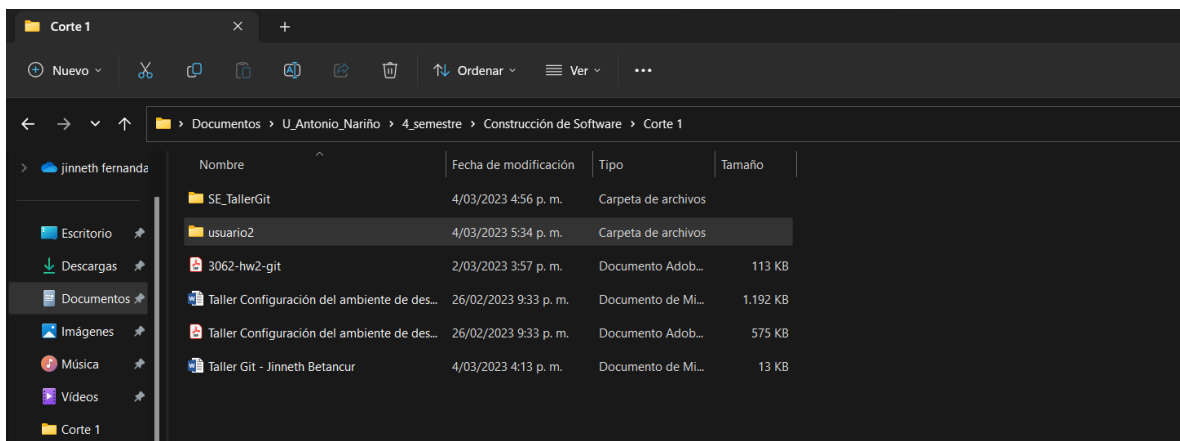 Corte 1
Nuevo
Ordenar
Ver
Documentos > U_Antonio_Nariño > 4_semestre > Construcción de Software > Corte 1
jinneth fernanda
Nombre Fecha de modificación Tipo Tamaño
SE_TallerGit 4/03/2023 4:56 p. m. Carpeta de archivos
Escritorio
usuario2 4/03/2023 5:34 p. m. Carpeta de archivos
Descargas
3062-hw2-git 2/03/2023 3:57 p. m. Documento Adob... 113 KB
Documentos
Taller Configuración del ambiente de des... 26/02/2023 9:33 p. m. Documento de Mi... 1.192 KB
Imágenes
Taller Configuración del ambiente de des... 26/02/2023 9:33 p. m. Documento Adob... 575 KB
Música
Taller Git - Jinneth Betancur 4/03/2023 4:13 p. m. Documento de Mi... 13 KB
Vídeos
Corte 1